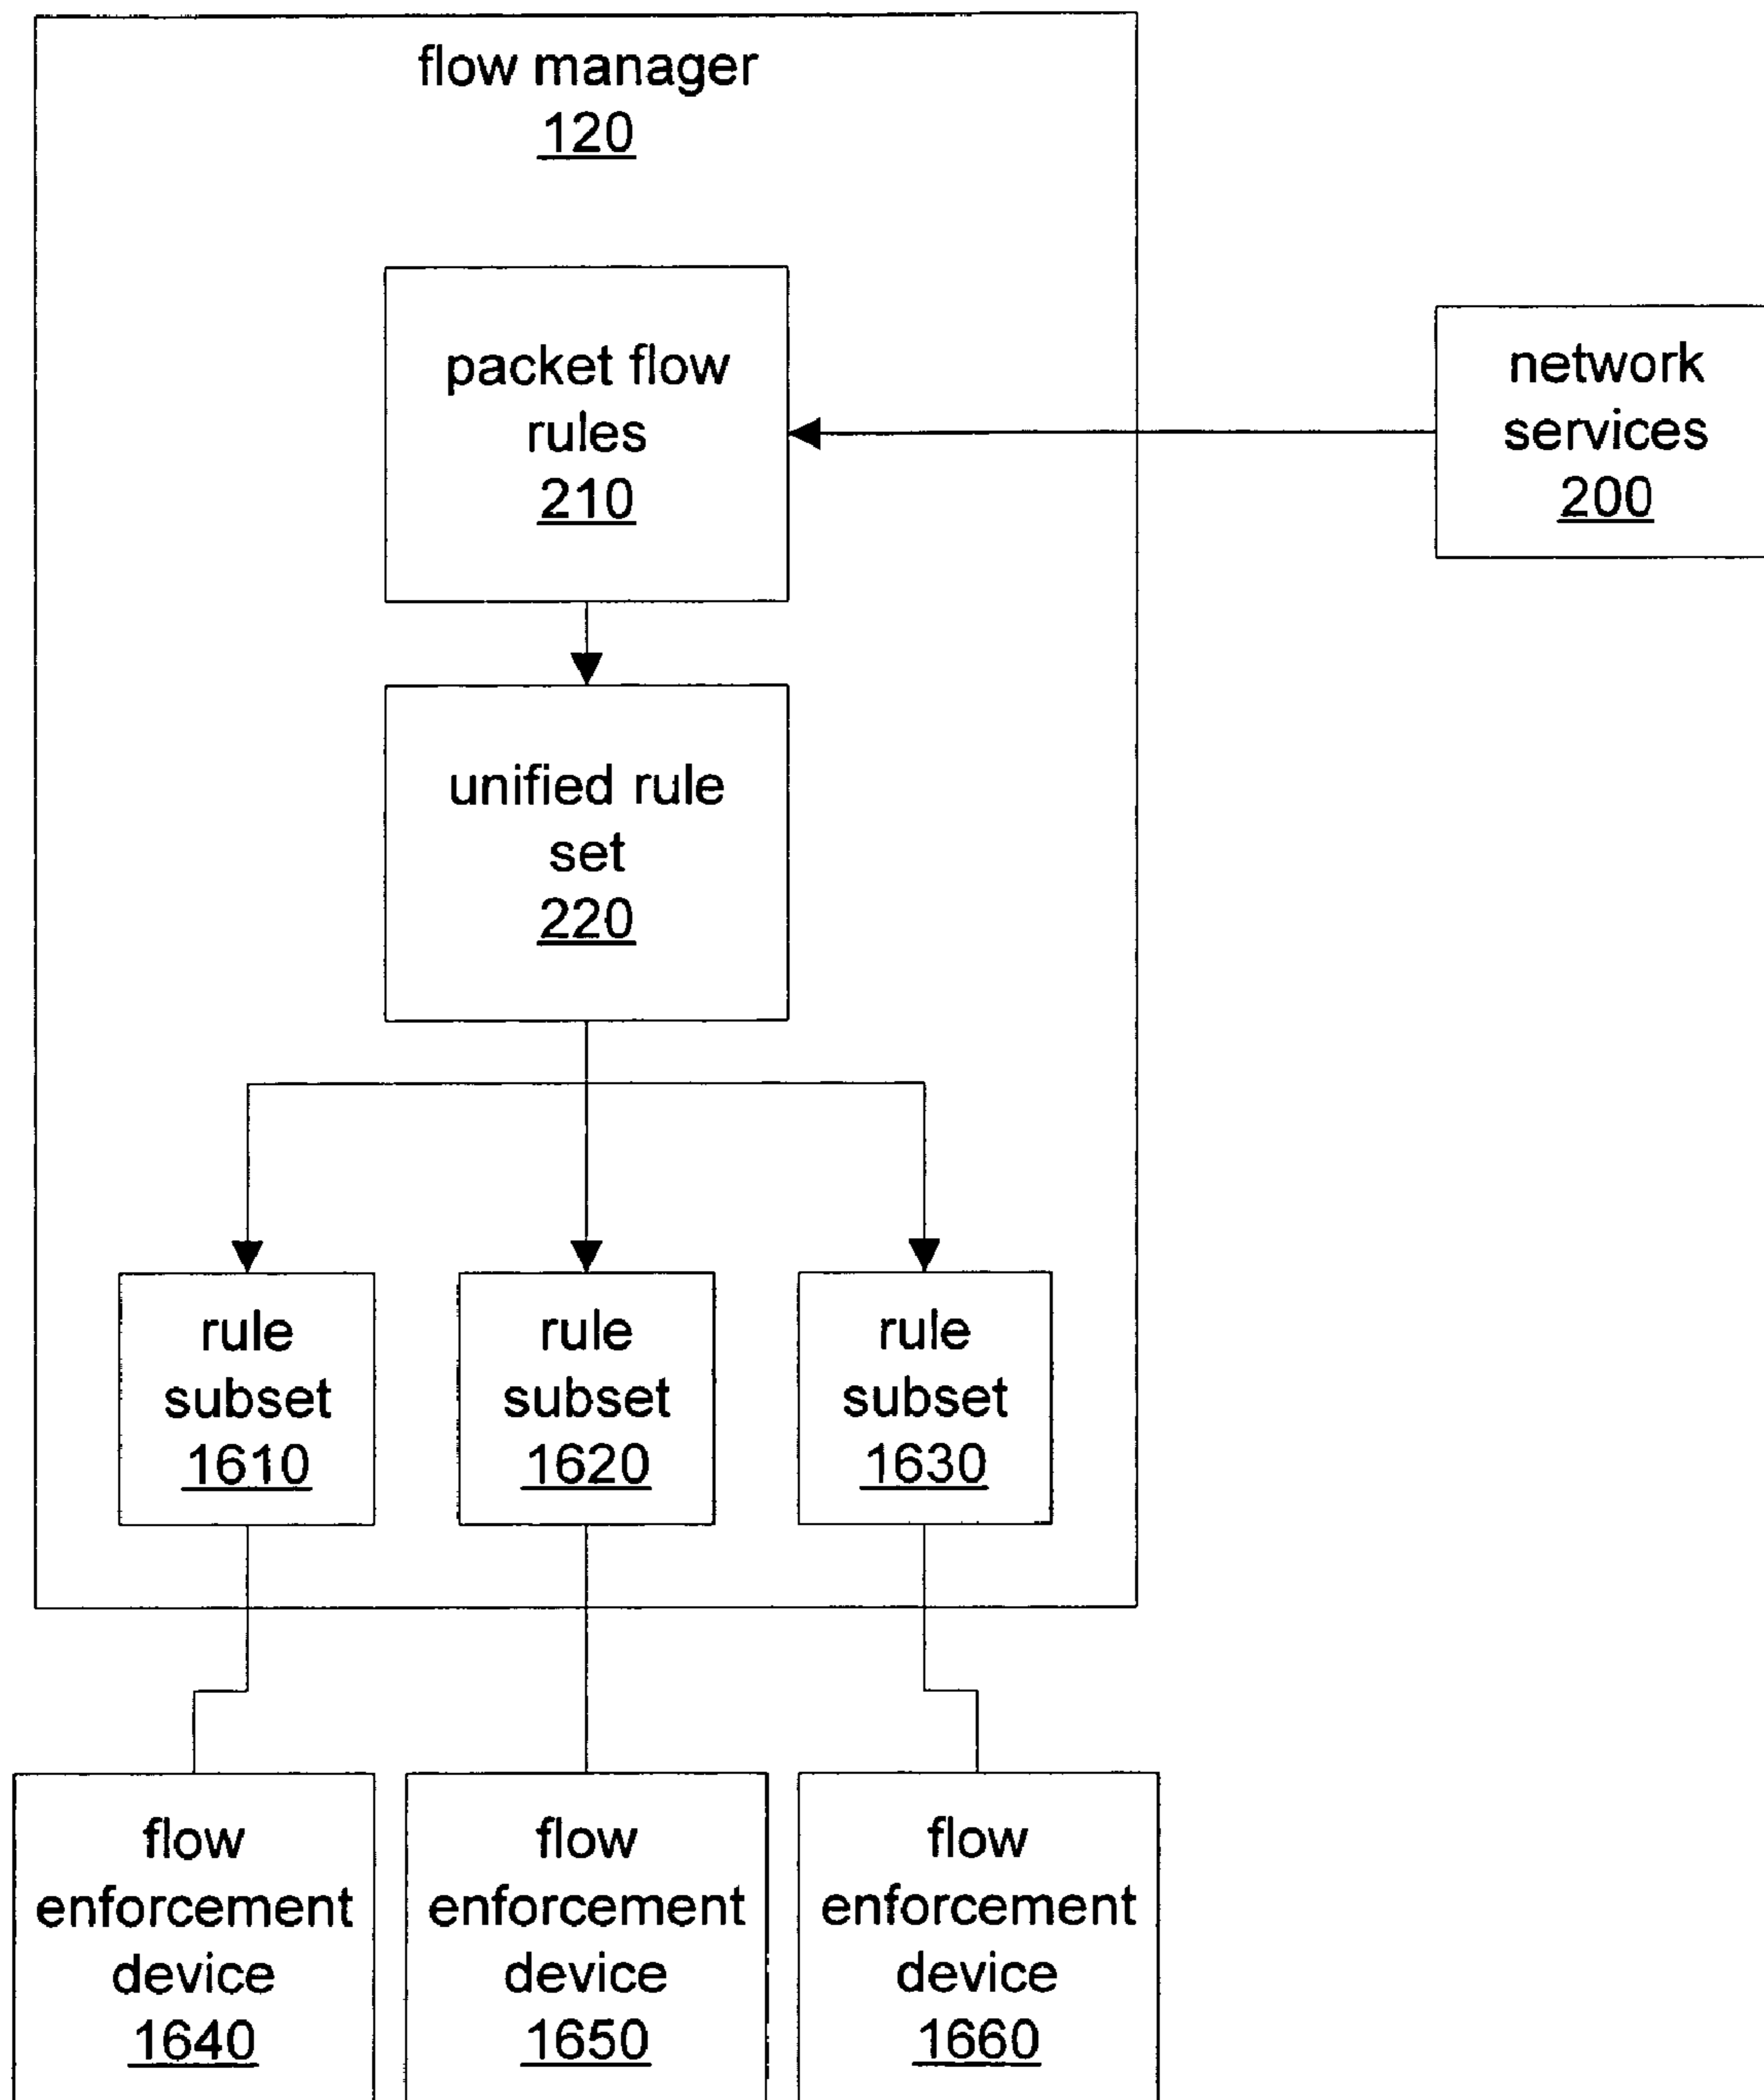 flow manager
120
packet flow
rules
210
network
services
200
unified rule
set
220
rule
subset
1610
rule
subset
1620
rule
subset
1630
flow
enforcement
device
1640
flow
enforcement
device
1650
flow
enforcement
device
1660